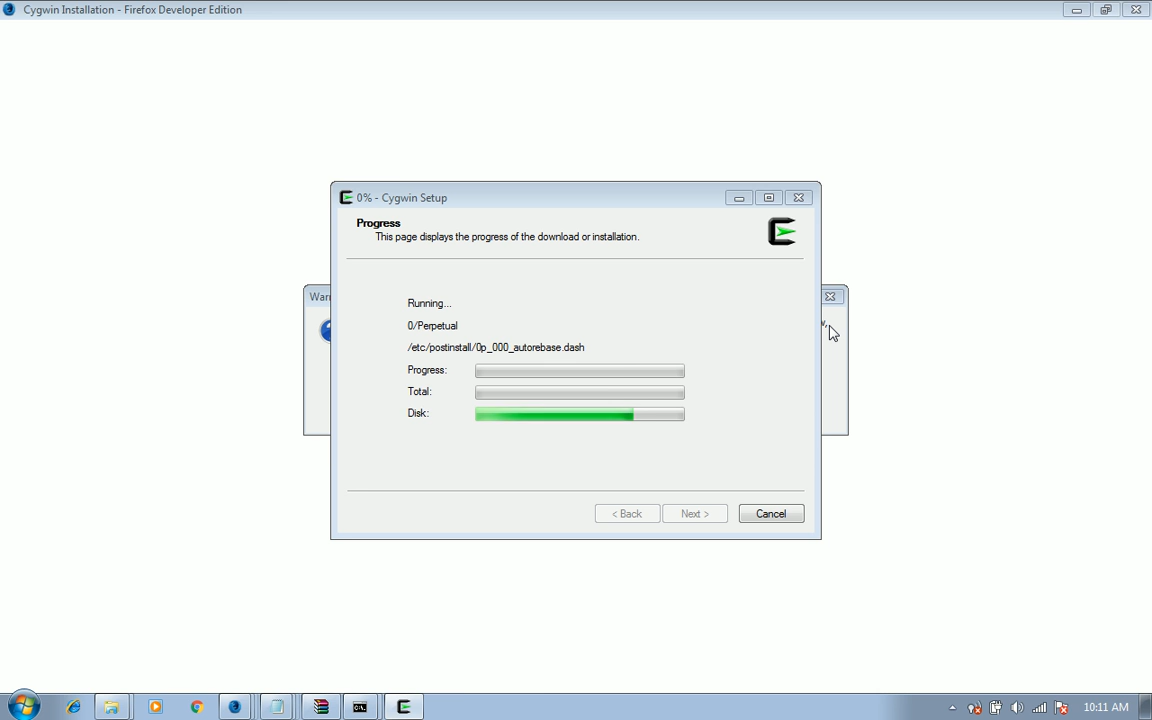 Cygwin Installation - Firefox Developer Edition
0% - Cygwin Setup
Progress
This page displays the progress of the download or installation.
Warn
Running...
0/Perpetual
/etc/postinstall/0p_000_autorebase.dash
Progress:
Total:
Disk:
< Back
Next >
Cancel
10:11 AM